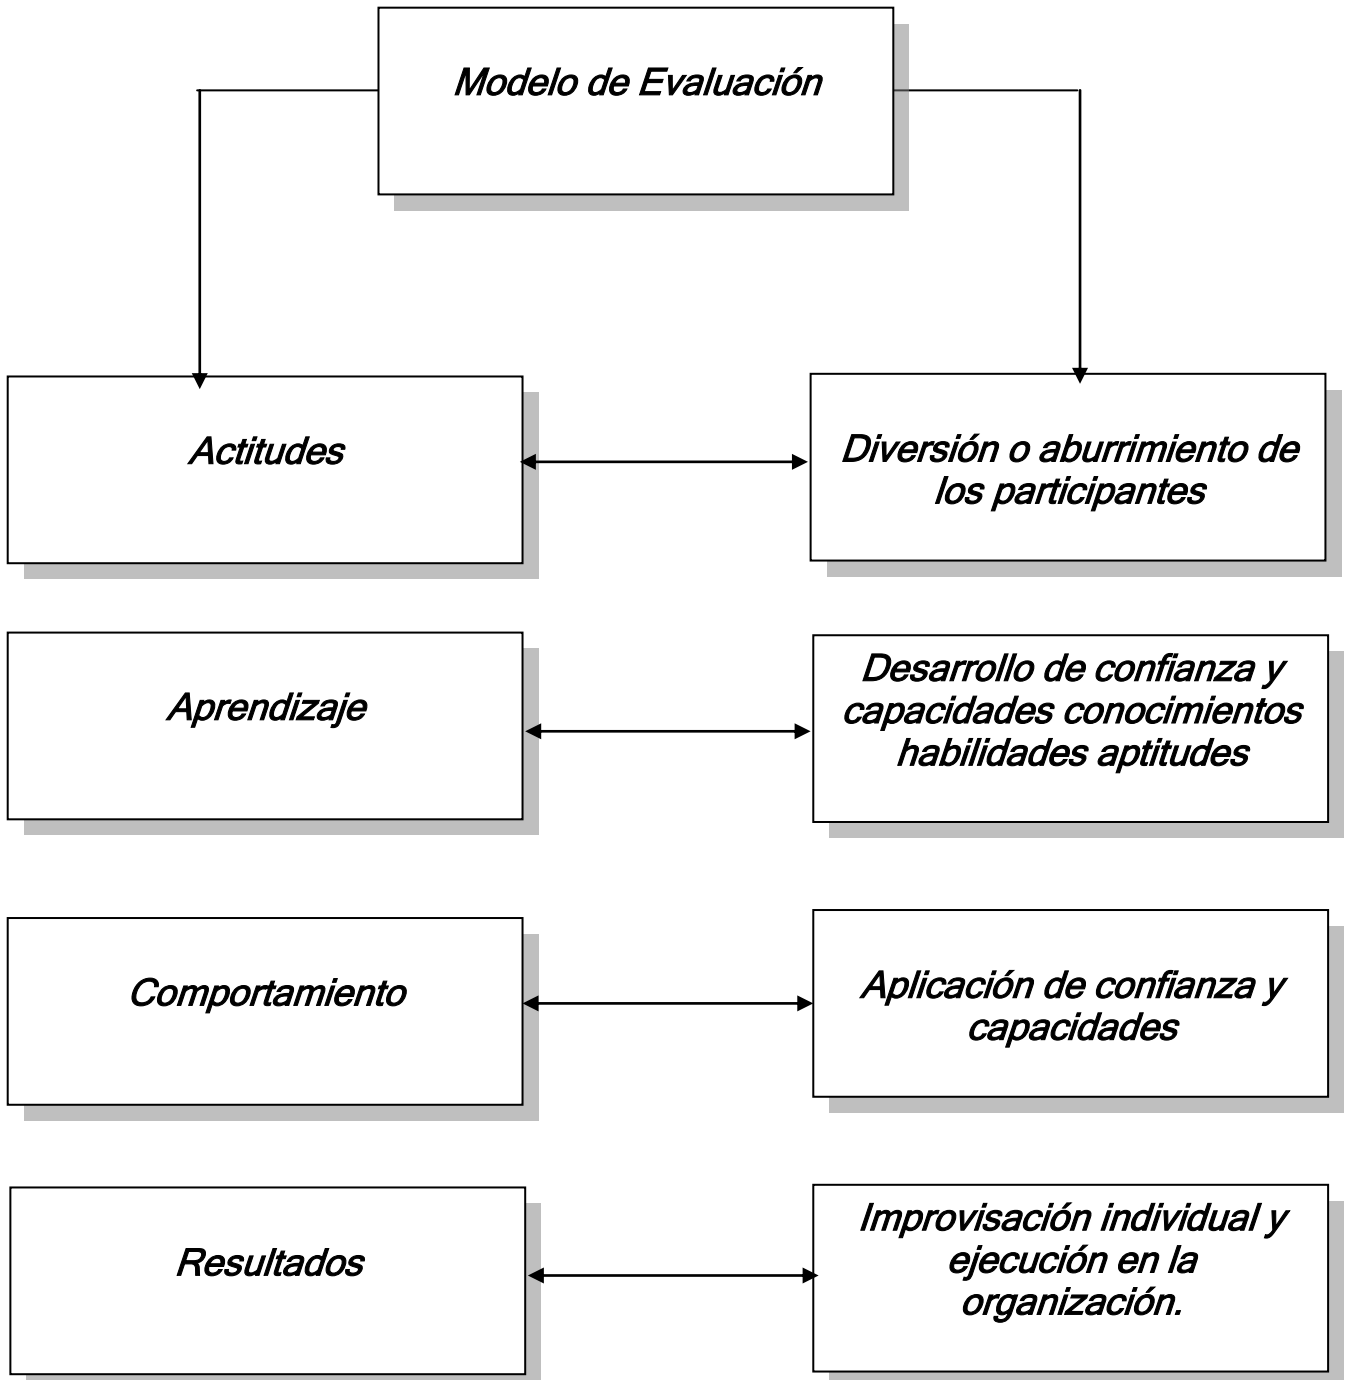 Modelo de Evaluación
Actitudes
Diversión o aburrimiento de
los participantes
Aprendizaje
Desarrollo de confianza y
capacidades conocimientos
habilidades aptitudes
Comportamiento
Aplicación de confianza y
capacidades
Resultados
Improvisación individual y
ejecución en la
organización.